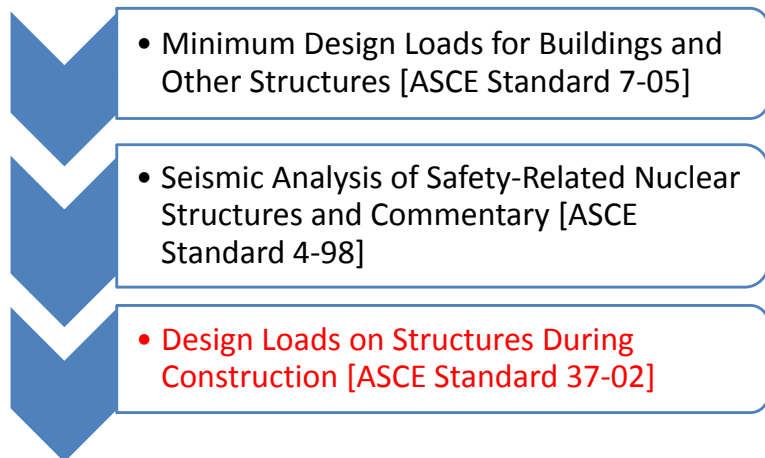 • Minimum Design Loads for Buildings and
Other Structures [ASCE Standard 7-05]
• Seismic Analysis of Safety-Related Nuclear
Structures and Commentary [ASCE
Standard 4-98]
• Design Loads on Structures During
Construction [ASCE Standard 37-02]